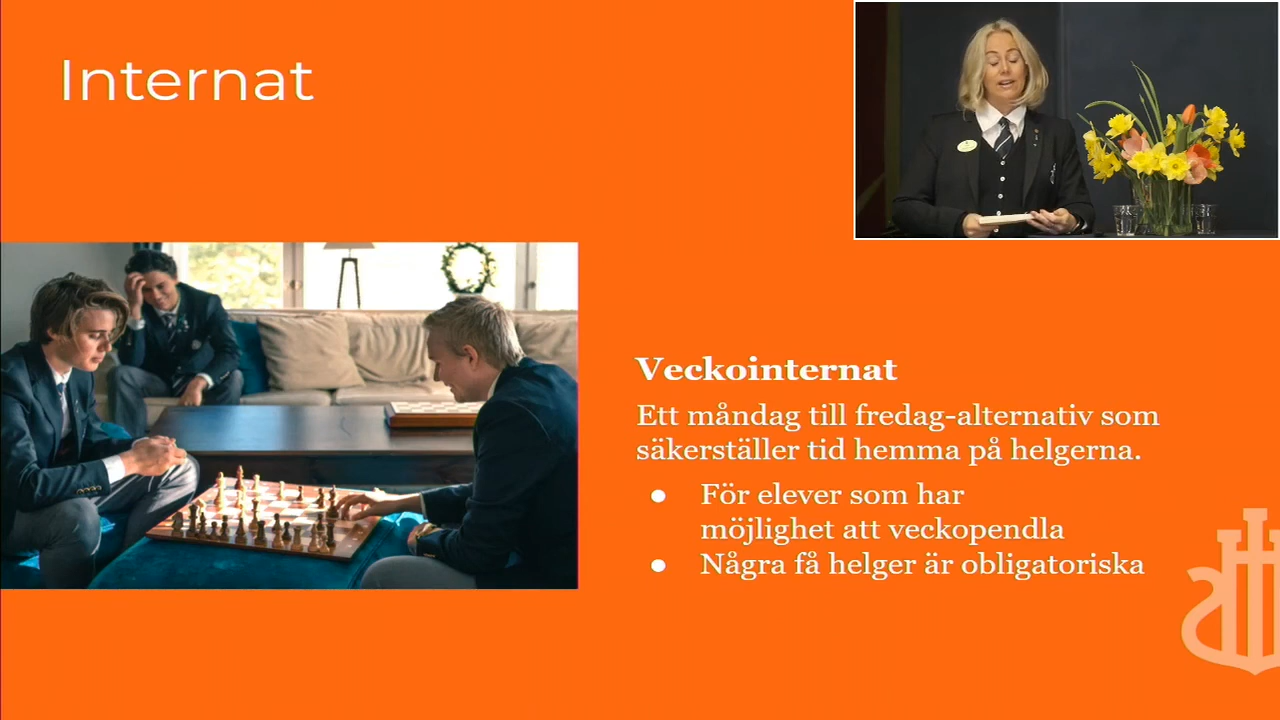 Internat
Veckointernat
Ett måndag till fredag-alternativ som
säkerställer tid hemma på helgerna.
● För elever som har
möjlighet att veckopendla
● Några få helger är obligatoriska